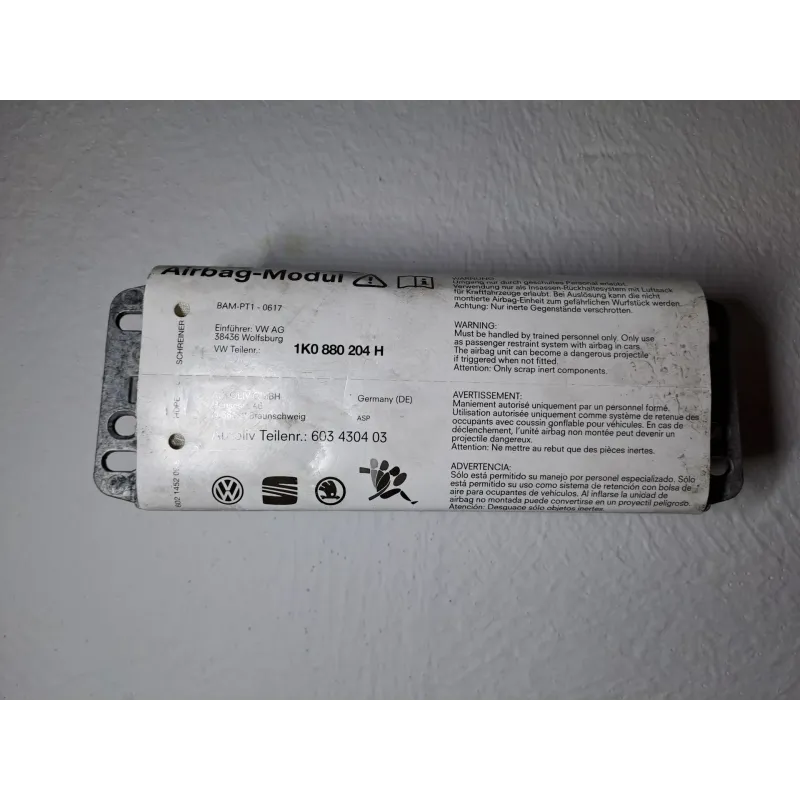 Airbag-Modul
BAM-PT1 - 0617
Einführer: VW AG
38436 Wolfsburg
VW Teilenr.: 1K0 880 204 H
Germany (DE)
ASP
Teilenr.: 603 4304 03
SCHREINER
Umgang nur durch geschultes Personal erlaubt.
Verwendung nur als Insassen-Rückhaltesystem mit Luftsack
für Kraftfahrzeuge erlaubt. Bei Auslösung kann die nicht
montierte Airbag-Einheit zum gefährlichen Wurfstück werden.
Achtung: Nur inerte Gegenstände verschrotten.
WARNING:
Must be handled by trained personnel only. Only use
as passenger restraint system with airbag in cars.
The airbag unit can become a dangerous projectile
if triggered when not fitted.
Attention: Only scrap inert components.
AVERTISSEMENT:
Maniement autorisé uniquement par un personnel formé.
Utilisation autorisée uniquement comme système de retenue des
occupants avec coussin gonflable pour véhicules. En cas de
déclenchement, l'unité airbag non montée peut devenir un
projectile dangereux.
Attention: Ne mettre au rebut que des pièces inertes.
ADVERTENCIA:
Sólo está permitido su manejo por personel especializado. Sólo
está permitido su uso como sistema de retención con bolsa de
aire para ocupantes de vehículos. Al inflarse la unidad de
airbag no montada puede convertirse en un proyectil peligroso.
Atención: Desguace sólo objetos inertes.